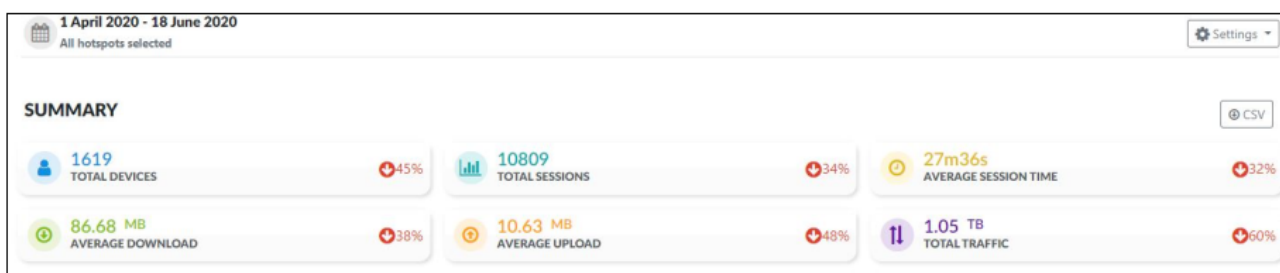 1 April 2020 - 18 June 2020
All hotspots selected
Settings
SUMMARY
CSV
1619
TOTAL DEVICES
45%
10809
TOTAL SESSIONS
34%
27m36s
AVERAGE SESSION TIME
32%
86.68 MB
AVERAGE DOWNLOAD
38%
10.63 MB
AVERAGE UPLOAD
48%
1.05 TB
TOTAL TRAFFIC
60%